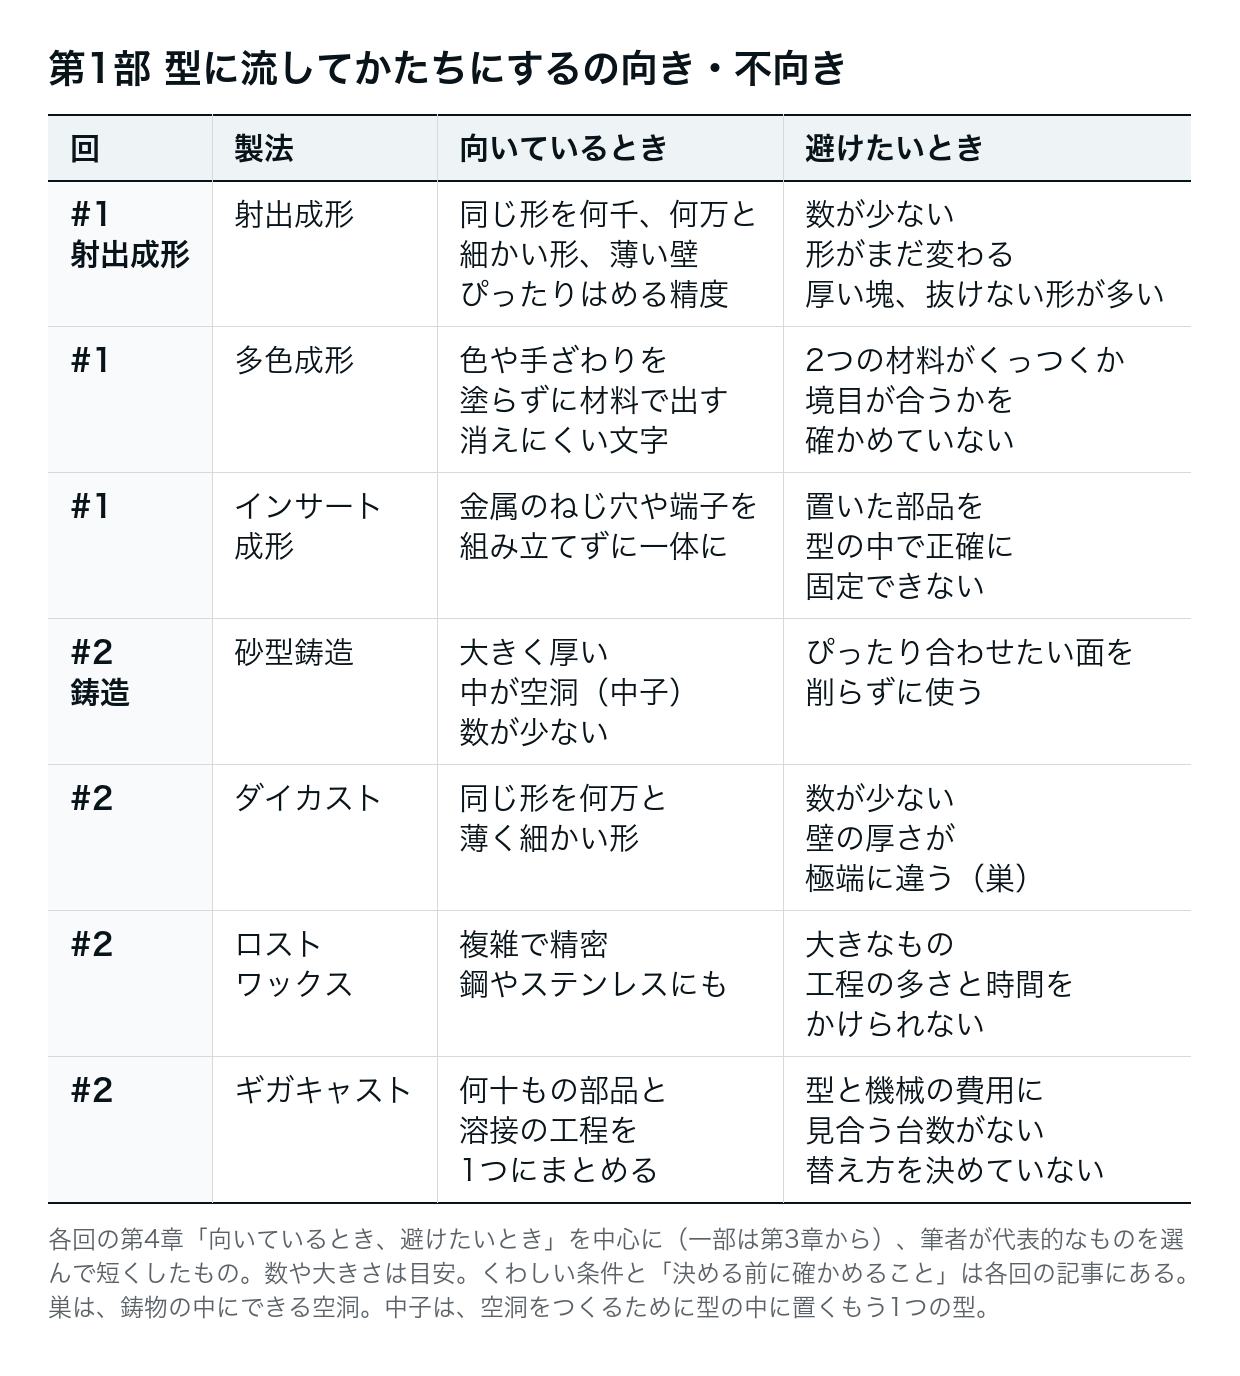 第1部 型に流してかたちにするの向き・不向き
回 製法 向いているとき 避けたいとき
#1
射出成形
射出成形
同じ形を何千、何万と
細かい形、薄い壁
ぴったりはめる精度
数が少ない
形がまだ変わる
厚い塊、抜けない形が多い
#1
多色成形
色や手ざわりを
塗らずに材料で出す
消えにくい文字
2つの材料がくっつくか
境目が合うかを
確かめていない
#1
インサート
成形
金属のねじ穴や端子を
組み立てずに一体に
置いた部品を
型の中で正確に
固定できない
#2
鋳造
砂型鋳造
大きく厚い
中が空洞（中子）
数が少ない
ぴったり合わせたい面を
削らずに使う
#2
ダイカスト
同じ形を何万と
薄く細かい形
数が少ない
壁の厚さが
極端に違う（巣）
#2
ロスト
ワックス
複雑で精密
鋼やステンレスにも
大きなもの
工程の多さと時間を
かけられない
#2
ギガキャスト
何十もの部品と
溶接の工程を
1つにまとめる
型と機械の費用に
見合う台数がない
替え方を決めていない
各回の第4章「向いているとき、避けたいとき」を中心に（一部は第3章から）、筆者が代表的なものを選
んで短くしたもの。数や大きさは目安。くわしい条件と「決める前に確かめること」は各回の記事にある。
巣は、鋳物の中にできる空洞。中子は、空洞をつくるために型の中に置くもう1つの型。